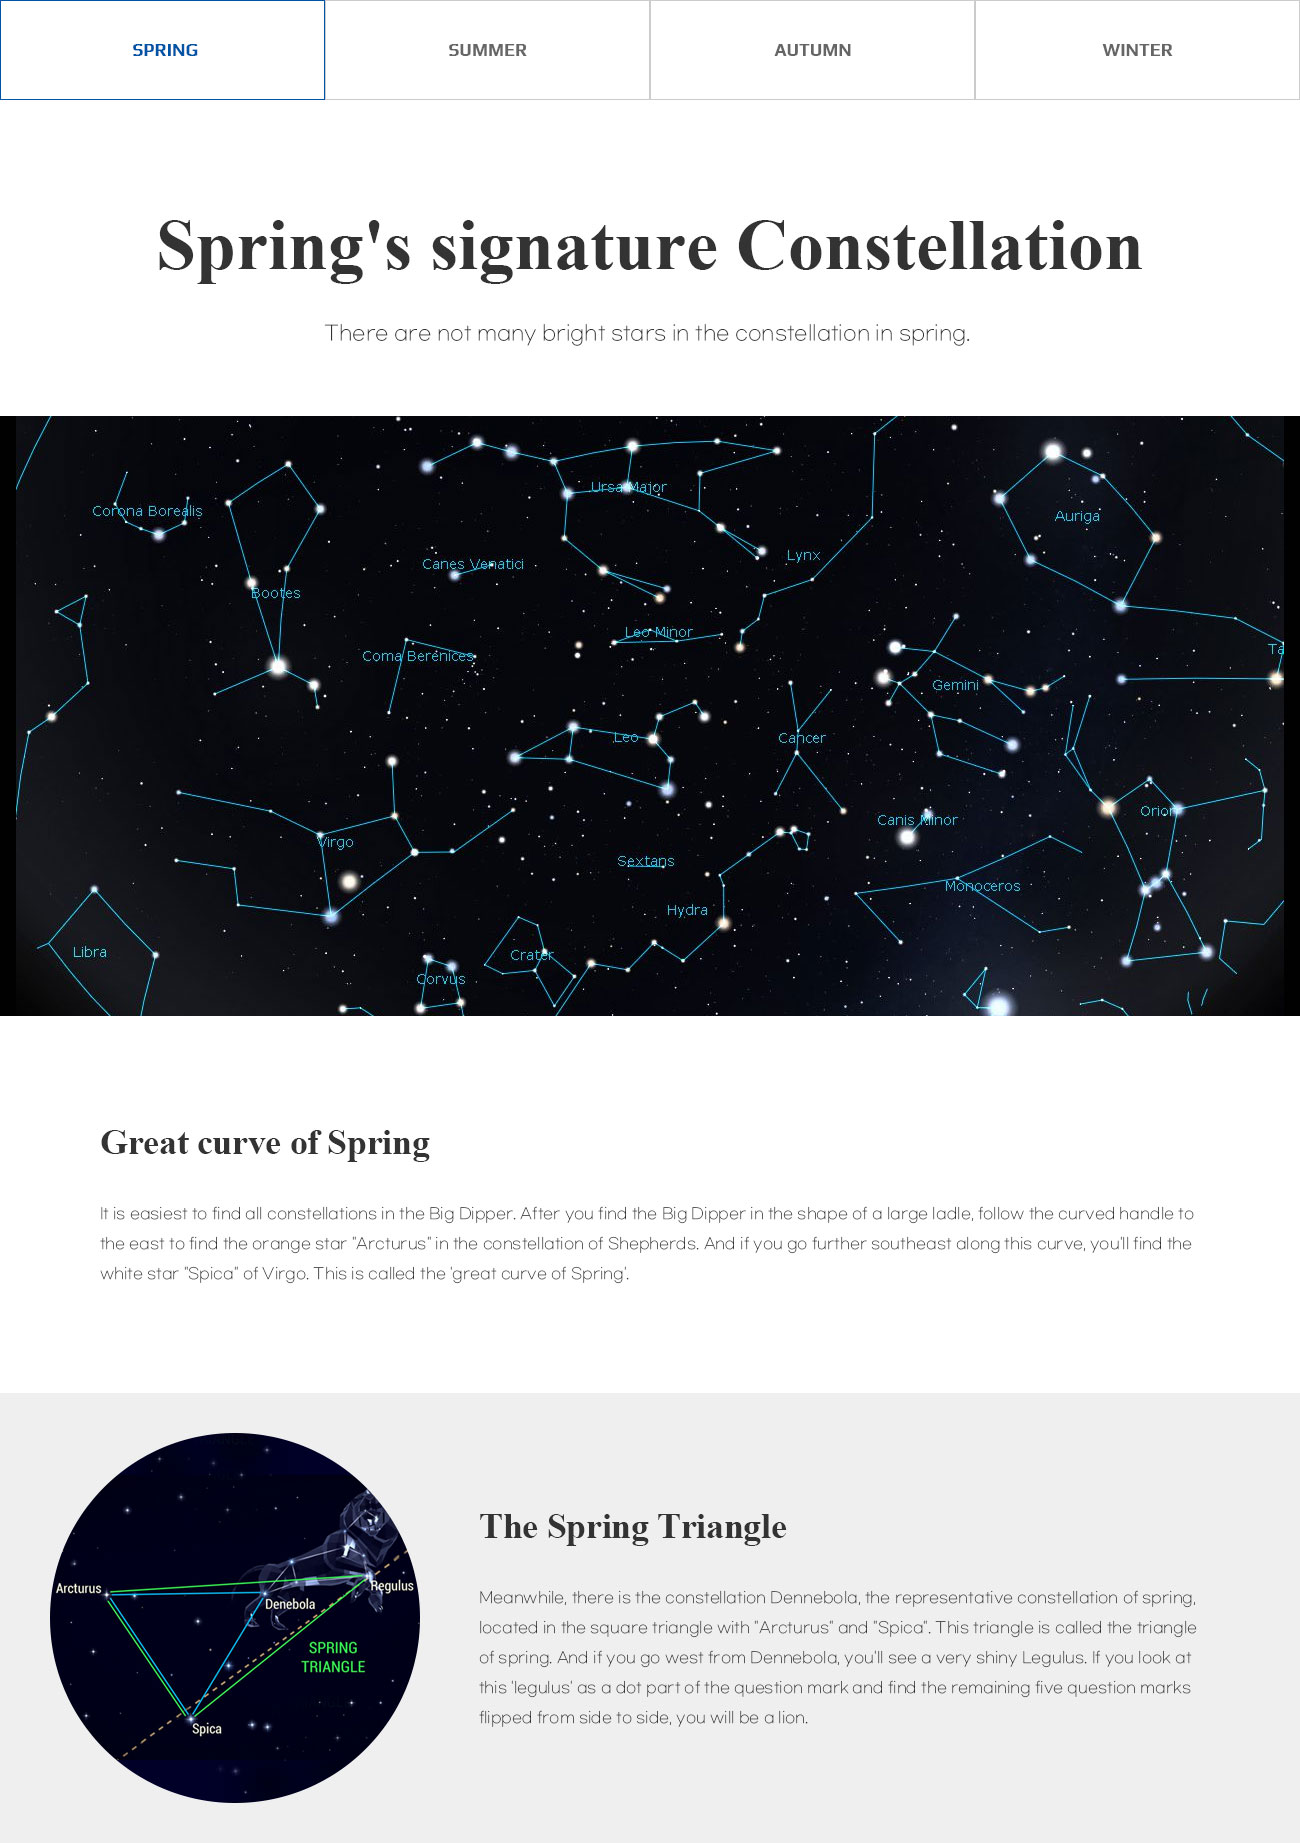 SPRING
SUMMER
AUTUMN
WINTER
Spring's signature Constellation
There are not many bright stars in the constellation in spring.
Ursa Major
Corona Borealis
Auriga
Lynx
Canes Venatici
Bootes
Leo Minor
Ta
Coma Berenices
Gemini
Leo
Cancer
Orion
Canis Minor
Virgo
Sextans
Monoceros
Hydra
Libra
Crater
Corvus
Great curve of Spring
It is easiest to find all constellations in the Big Dipper. After you find the Big Dipper in the shape of a large ladle, follow the curved handle to
the east to find the orange star "Arcturus" in the constellation of Shepherds. And if you go further southeast along this curve, you'll find the
white star "Spica" of Virgo. This is called the 'great curve of Spring'.
Arcturus
Regulus
Denebola
SPRING
TRIANGLE
Spica
The Spring Triangle
Meanwhile, there is the constellation Dennebola, the representative constellation of spring,
located in the square triangle with "Arcturus" and "Spica". This triangle is called the triangle
of spring. And if you go west from Dennebola, you'll see a very shiny Legulus. If you look at
this 'legulus' as a dot part of the question mark and find the remaining five question marks
flipped from side to side, you will be a lion.